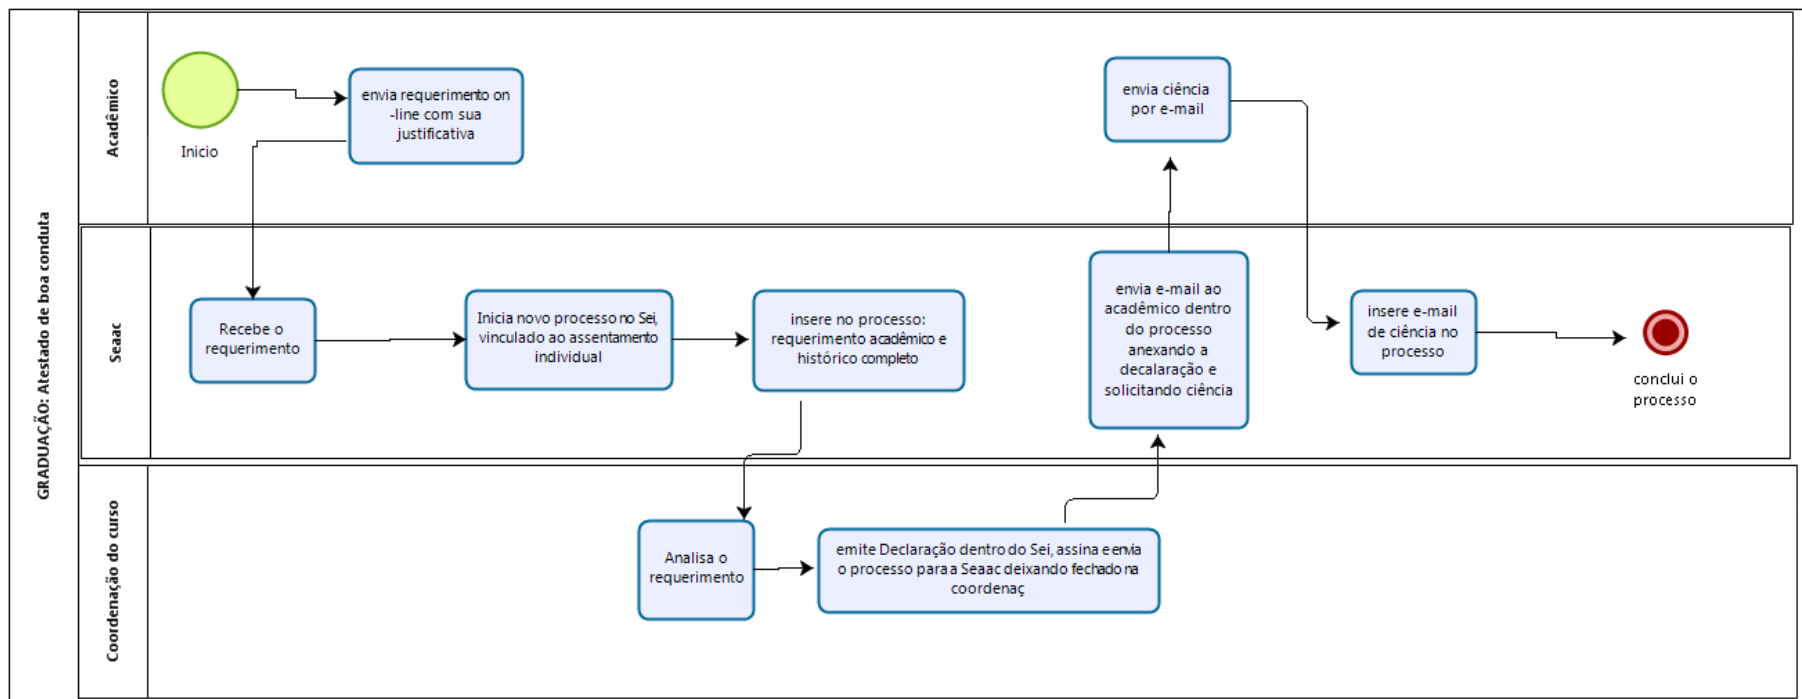 GRADUAÇÃO: Atestado de boa conduta
Acadêmico
Inicio
envia requerimento on
-line com sua
justificativa
envia ciência
por e-mail
Seaac
Recebe o
requerimento
Inicia novo processo no Sei,
vinculado ao assentamento
individual
insere no processo:
requerimento acadêmico e
histórico completo
envia e-mail ao
acadêmico dentro
do processo
anexando a
decalaração e
solicitando ciência
insere e-mail
de ciência no
processo
conclui o
processo
Coordenação do curso
Analisa o
requerimento
emite Declaração dentro do Sei, assina e envia
o processo para a Seaac deixando fechado na
coordenaç